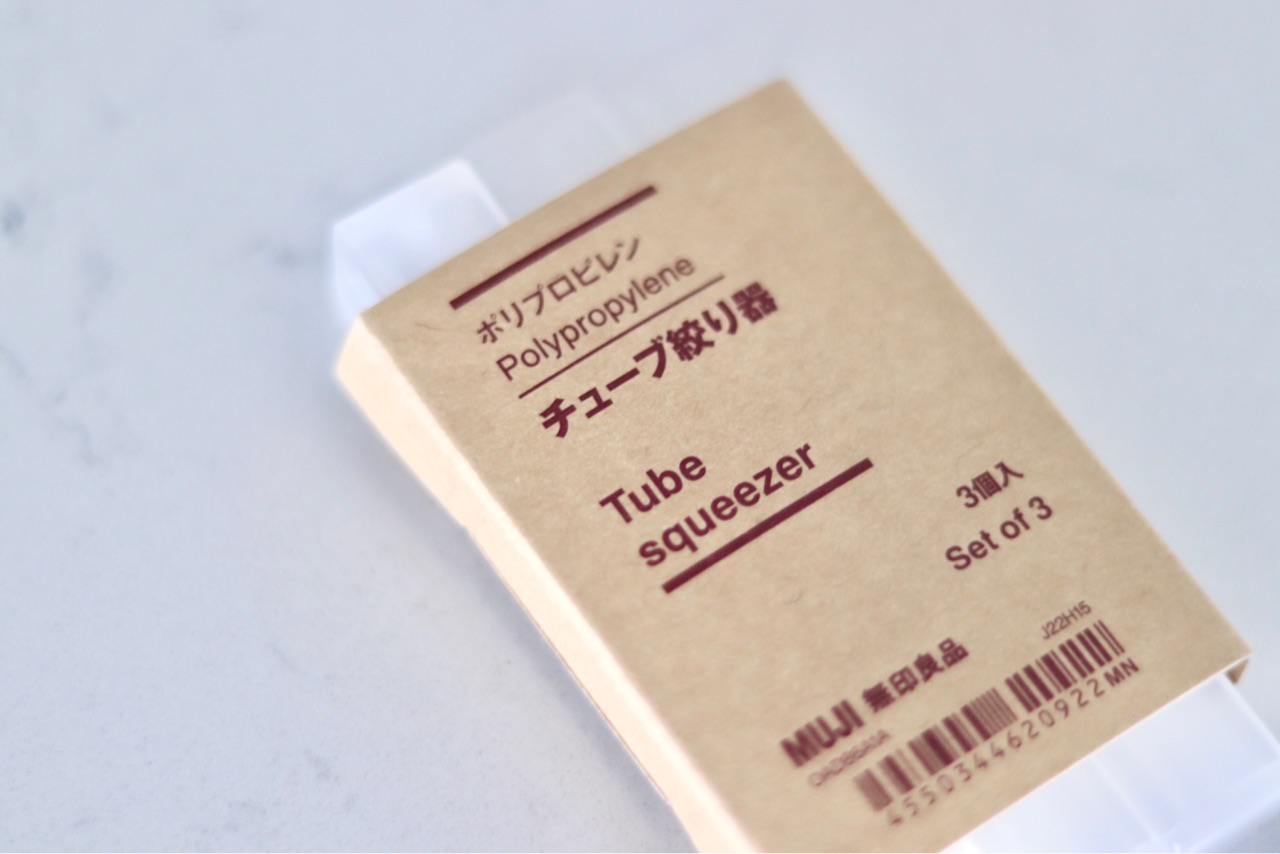 ポリプロピレン
Polypropylene
チューブ絞り器
Tube
squeezer
3個入
Set of 3
J22H15
MUJI 無印良品
4550344620922 MN